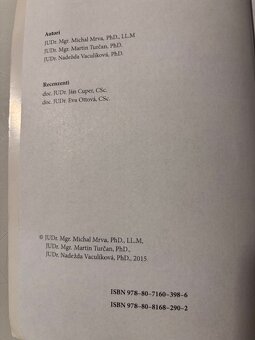 Autori
JUDr. Mgr. Michal Mrva, PhD., LL.M
JUDr. Mgr. Martin Turčan, PhD.
JUDr. Nadežda Vaculíková, PhD.
Recenzenti
doc. JUDr. Ján Cuper, CSc.
doc. JUDr. Eva Ottová, CSc.
© JUDr. Mgr. Michal Mrva, PhD., LL.M,
JUDr. Mgr. Martin Turčan, PhD.,
JUDr. Nadežda Vaculíková, PhD., 2015
ISBN 978-80-7160-398-6
ISBN 978-80-8168-290-2